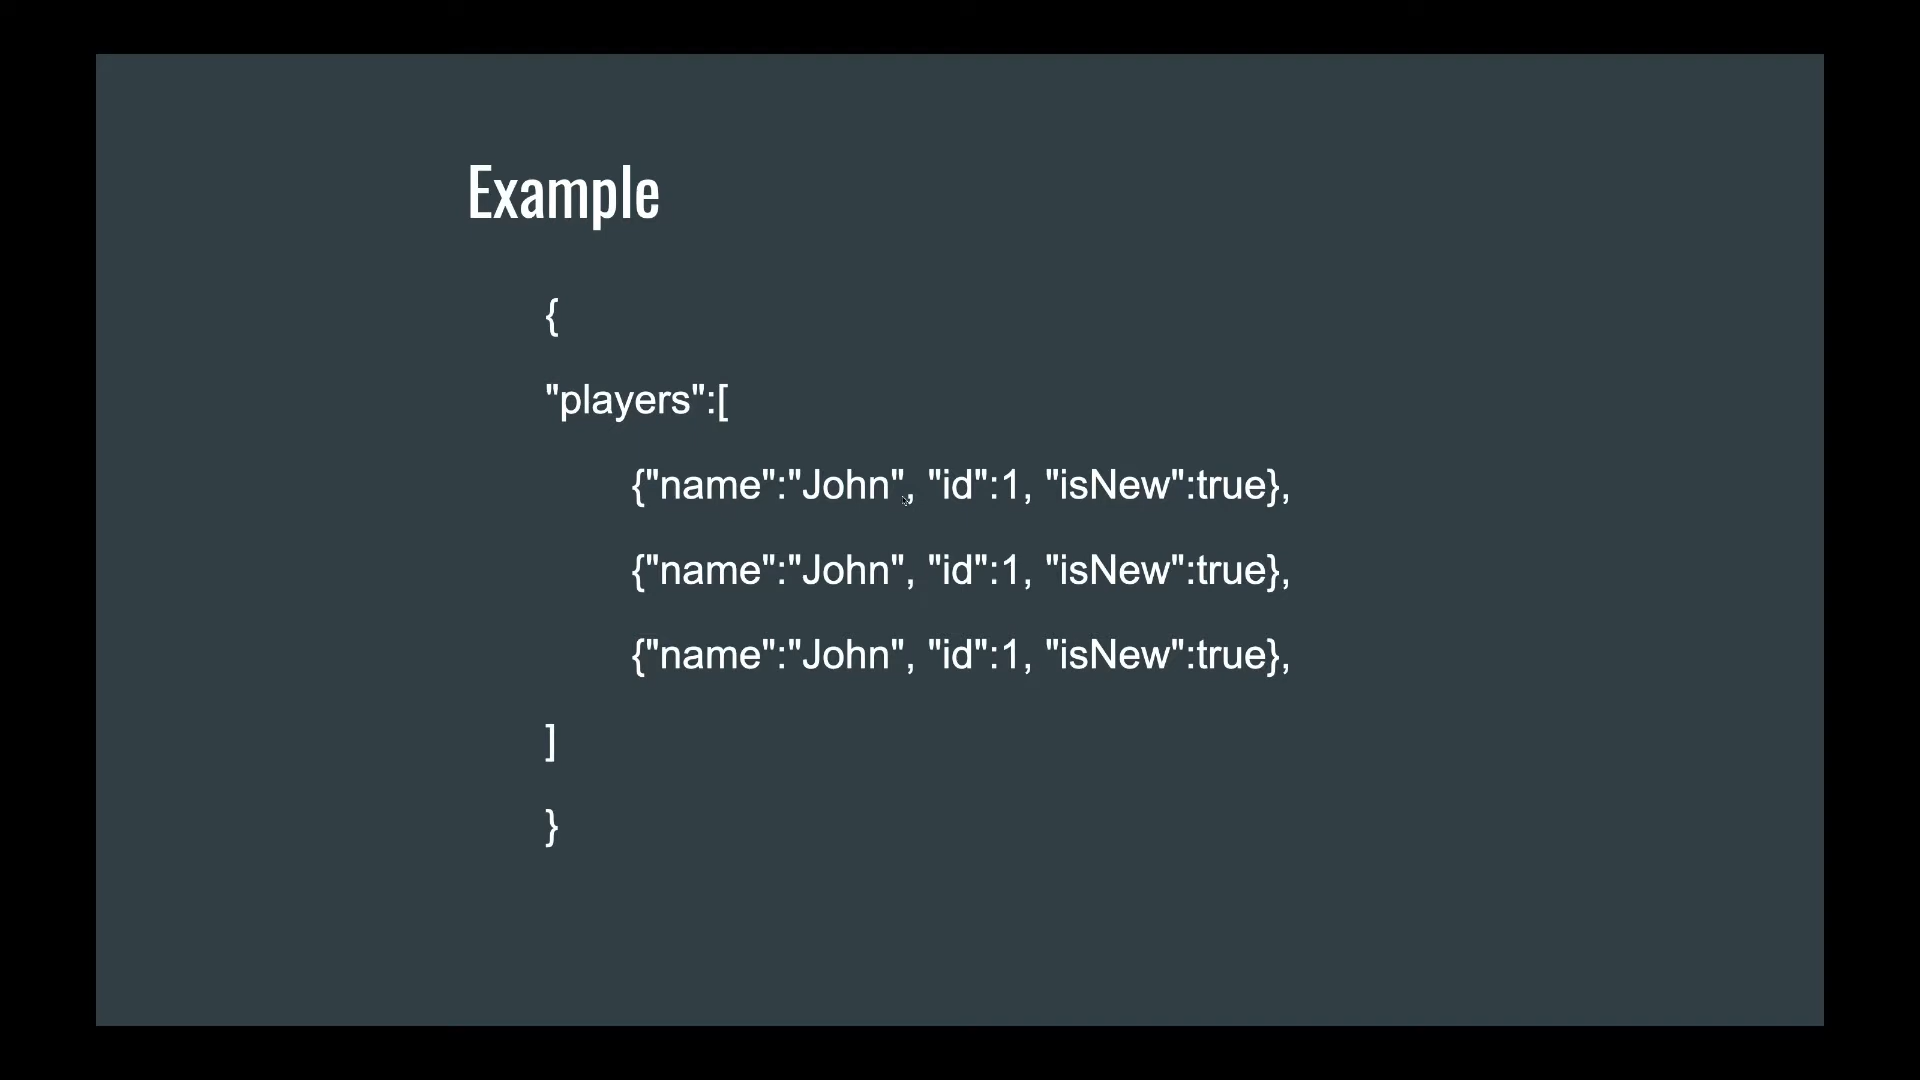 Example
{
"players":[
{"name":"John", "id":1, "isNew":true},
{"name":"John", "id":1, "isNew":true},
{"name":"John", "id":1, "isNew":true},
]
}